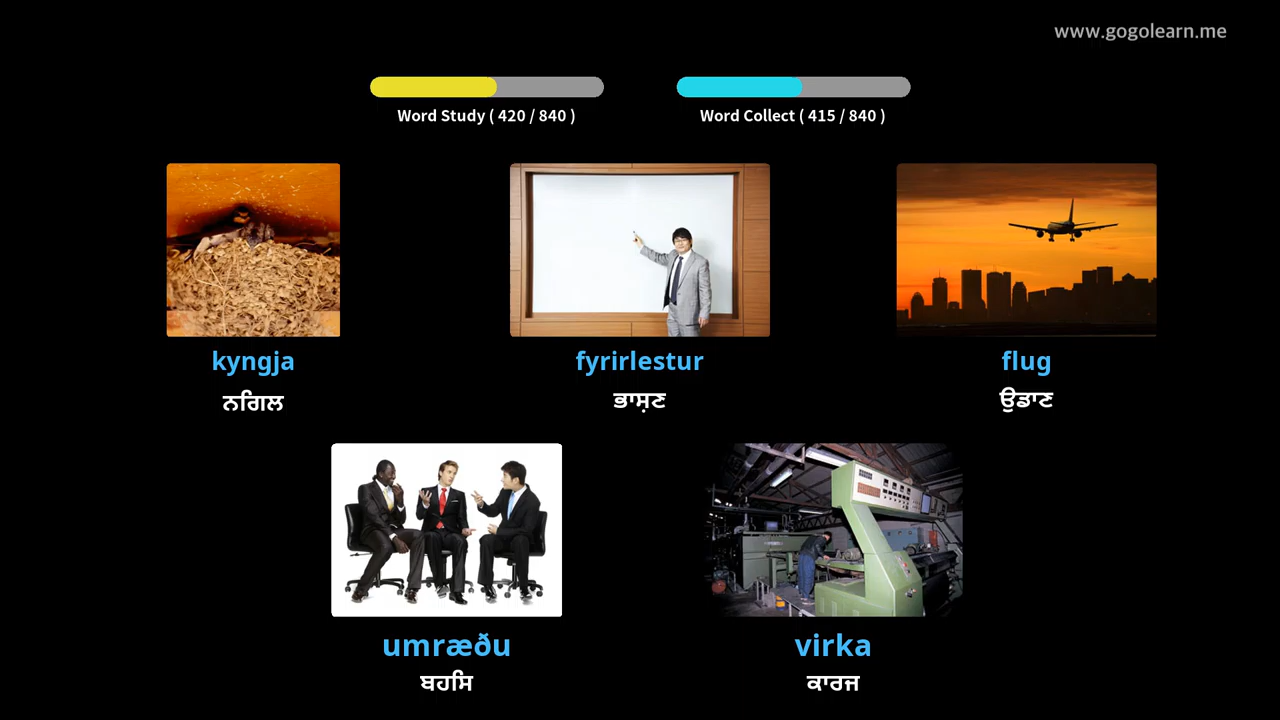 www.gogolearn.me
Word Study ( 420 / 840 )
Word Collect ( 415 / 840 )
kyngja
ਨਗਿਲ
fyrirlestur
ਭਾਸ਼ਣ
flug
ਉਡਾਣ
umræðu
ਬਹਸਿ
virka
ਕਾਰਜ